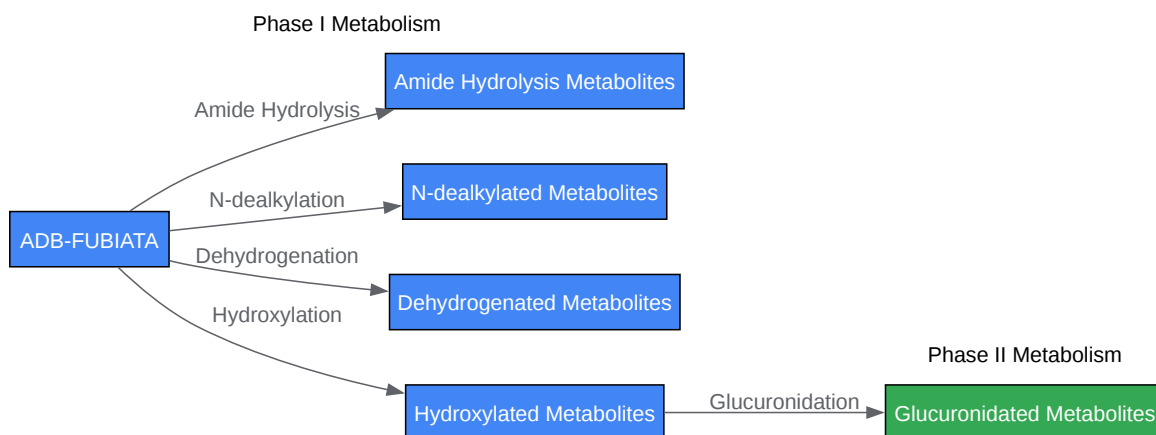 Phase I Metabolism
Amide Hydrolysis Metabolites
Amide Hydrolysis
N-dealkylated Metabolites
N-dealkylation
ADB-FUBIATA
Dehydrogenation
Dehydrogenated Metabolites
Hydroxylation
Phase II Metabolism
Hydroxylated Metabolites
Glucuronidation
Glucuronidated Metabolites